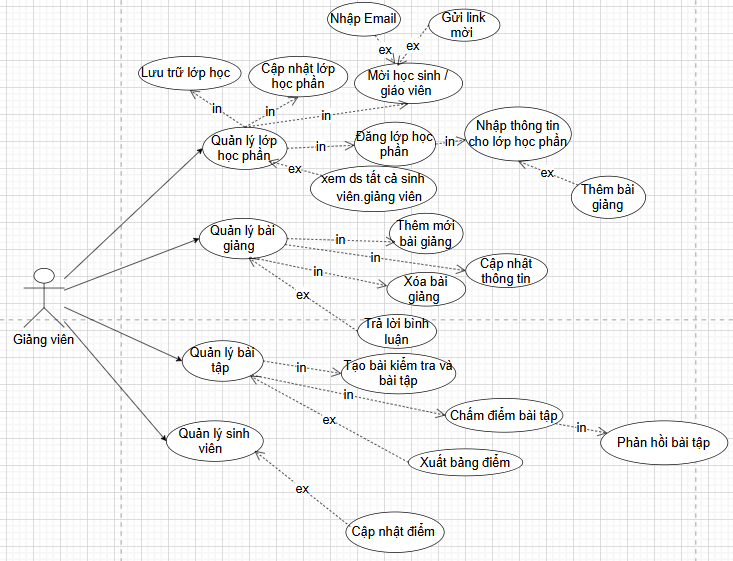 Nhập Email
Gửi link
mời
ex
ex
Lưu trữ lớp học
Cập nhật lớp
học phần
Mời học sinh /
giáo viên
in
in
in
Quản lý lớp
học phần
in
Đăng lớp học
phần
in
Nhập thông tin
cho lớp học phần
ex
xem ds tất cả sinh
viên.giảng viên
ex
Thêm bài
giảng
Quản lý bài
giảng
in
Thêm mới
bài giảng
in
Cập nhật
thông tin
in
Xóa bài
giảng
ex
Trả lời bình
luận
Giảng viên
Quản lý bài
tập
in
Tạo bài kiểm tra và
bài tập
in
Chấm điểm bài tập
in
Phản hồi bài tập
ex
Xuất bảng điểm
Quản lý sinh
viên
ex
Cập nhật điểm